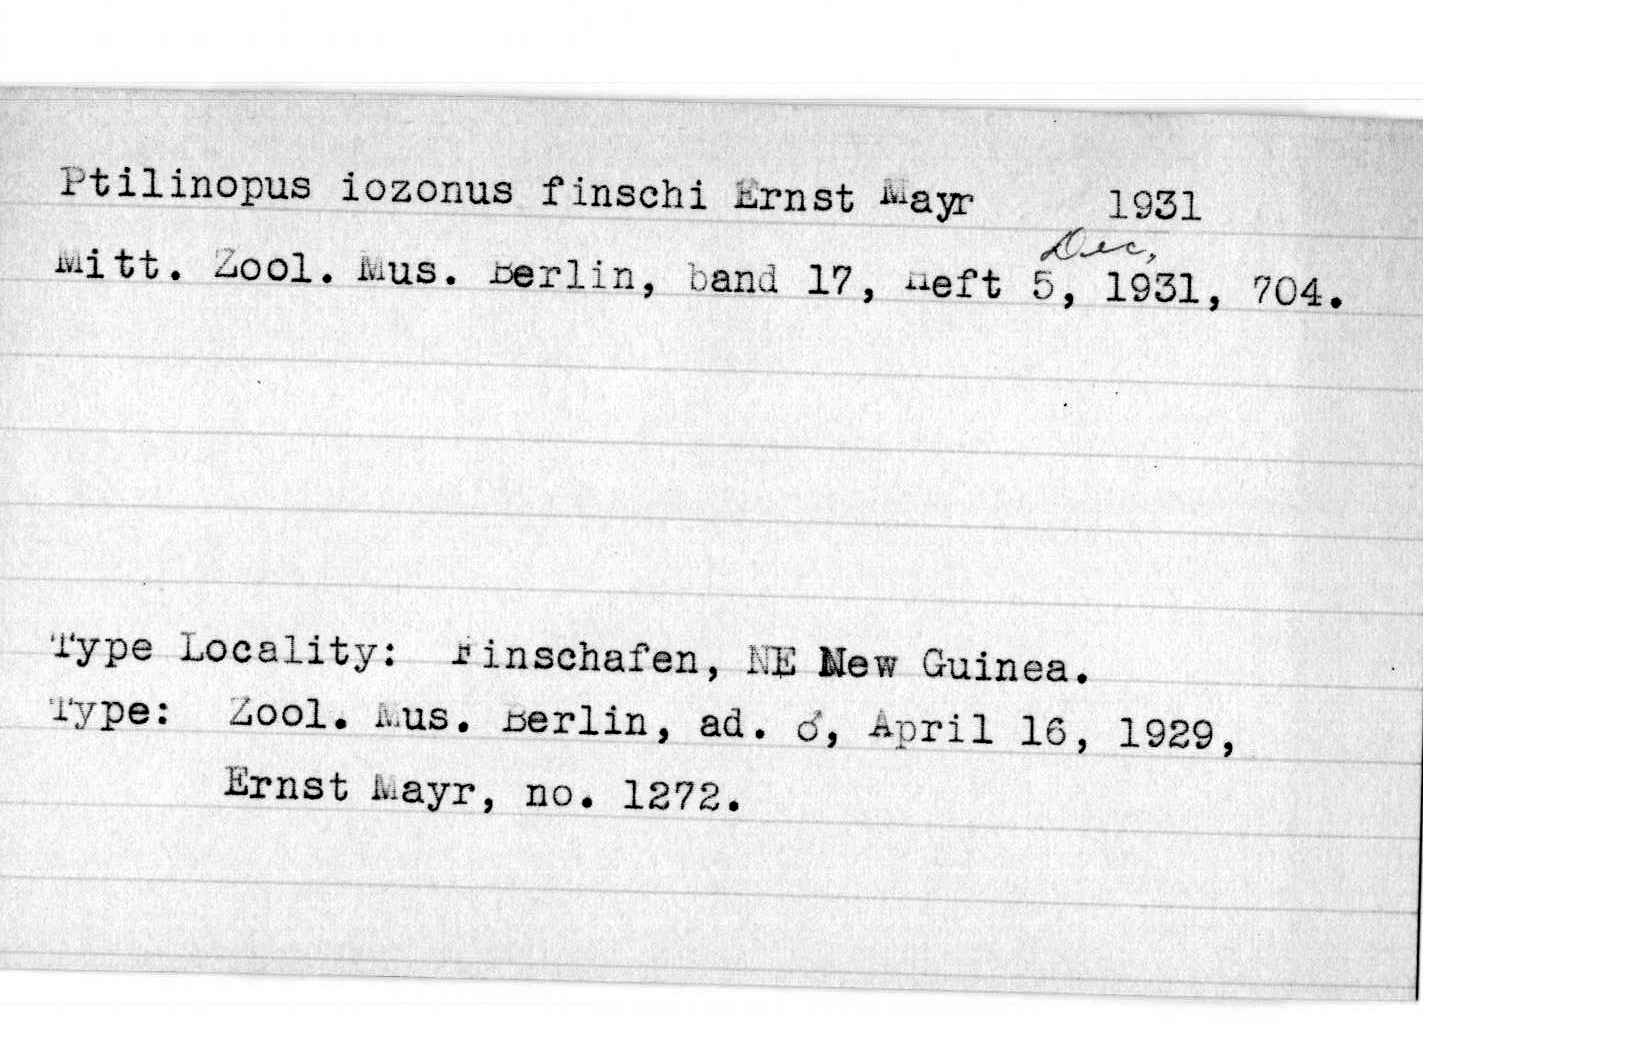 Ptilinopus iozonus finschi Ernst Mayr 1931
Dec,
Mitt. Zool. Mus. Berlin, band 17, Heft 5, 1931, 704.
Type Locality: Finschafen, NE New Guinea.
Type: Zool. Mus. Berlin, ad. ♂, April 16, 1929,
Ernst Mayr, no. 1272.